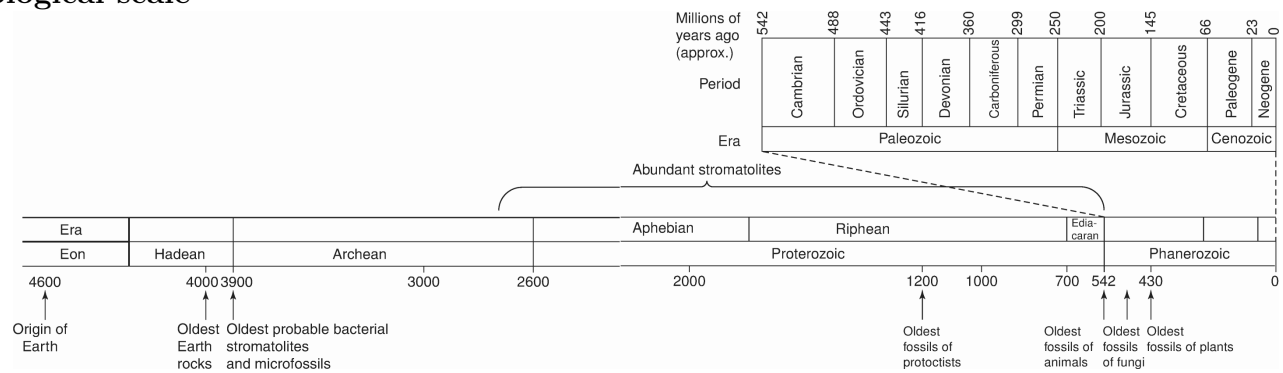 ological scale
Millions of
years ago
(approx.)
542 488 443 416 360 299 250 200 145 66 23 0
Period
Cambrian Ordovician Silurian Devonian Carboniferous Permian Triassic Jurassic Cretaceous Paleogene Neogene
Era Paleozoic Mesozoic Cenozoic
Abundant stromatolites
Era Aphebian Riphean Edia-
caran
Eon Hadean Archean Proterozoic Phanerozoic
4600 4000 3900 3000 2600 2000 1200 1000 700 542 430 0
Origin of
Earth
Oldest
Earth
rocks
Oldest probable bacterial
stromatolites
and microfossils
Oldest
fossils of
protoctists
Oldest
fossils of
animals
Oldest
fossils
of fungi
Oldest
fossils of plants